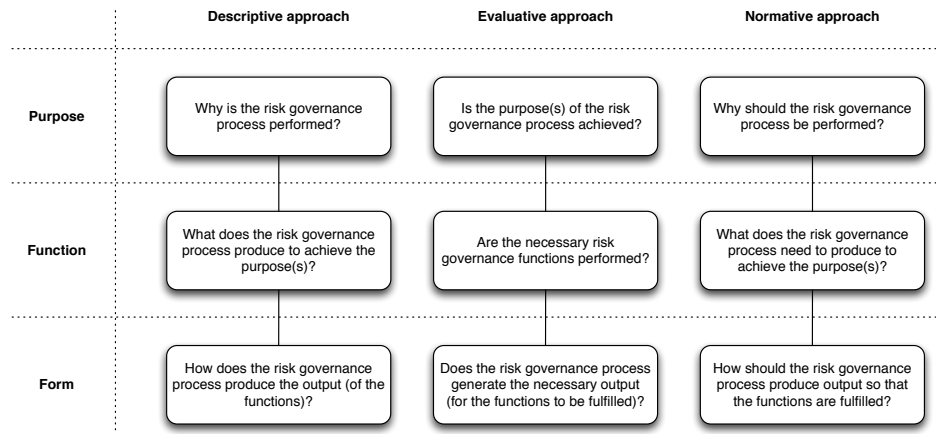 Descriptive approach
Evaluative approach
Normative approach
Purpose
Why is the risk governance
process performed?
Is the purpose(s) of the risk
governance process achieved?
Why should the risk governance
process be performed?
Function
What does the risk governance
process produce to achieve the
purpose(s)?
Are the necessary risk
governance functions performed?
What does the risk governance
process need to produce to
achieve the purpose(s)?
Form
How does the risk governance
process produce the output (of the
functions)?
Does the risk governance process
generate the necessary output
(for the functions to be fulfilled)?
How should the risk governance
process produce output so that
the functions are fulfilled?